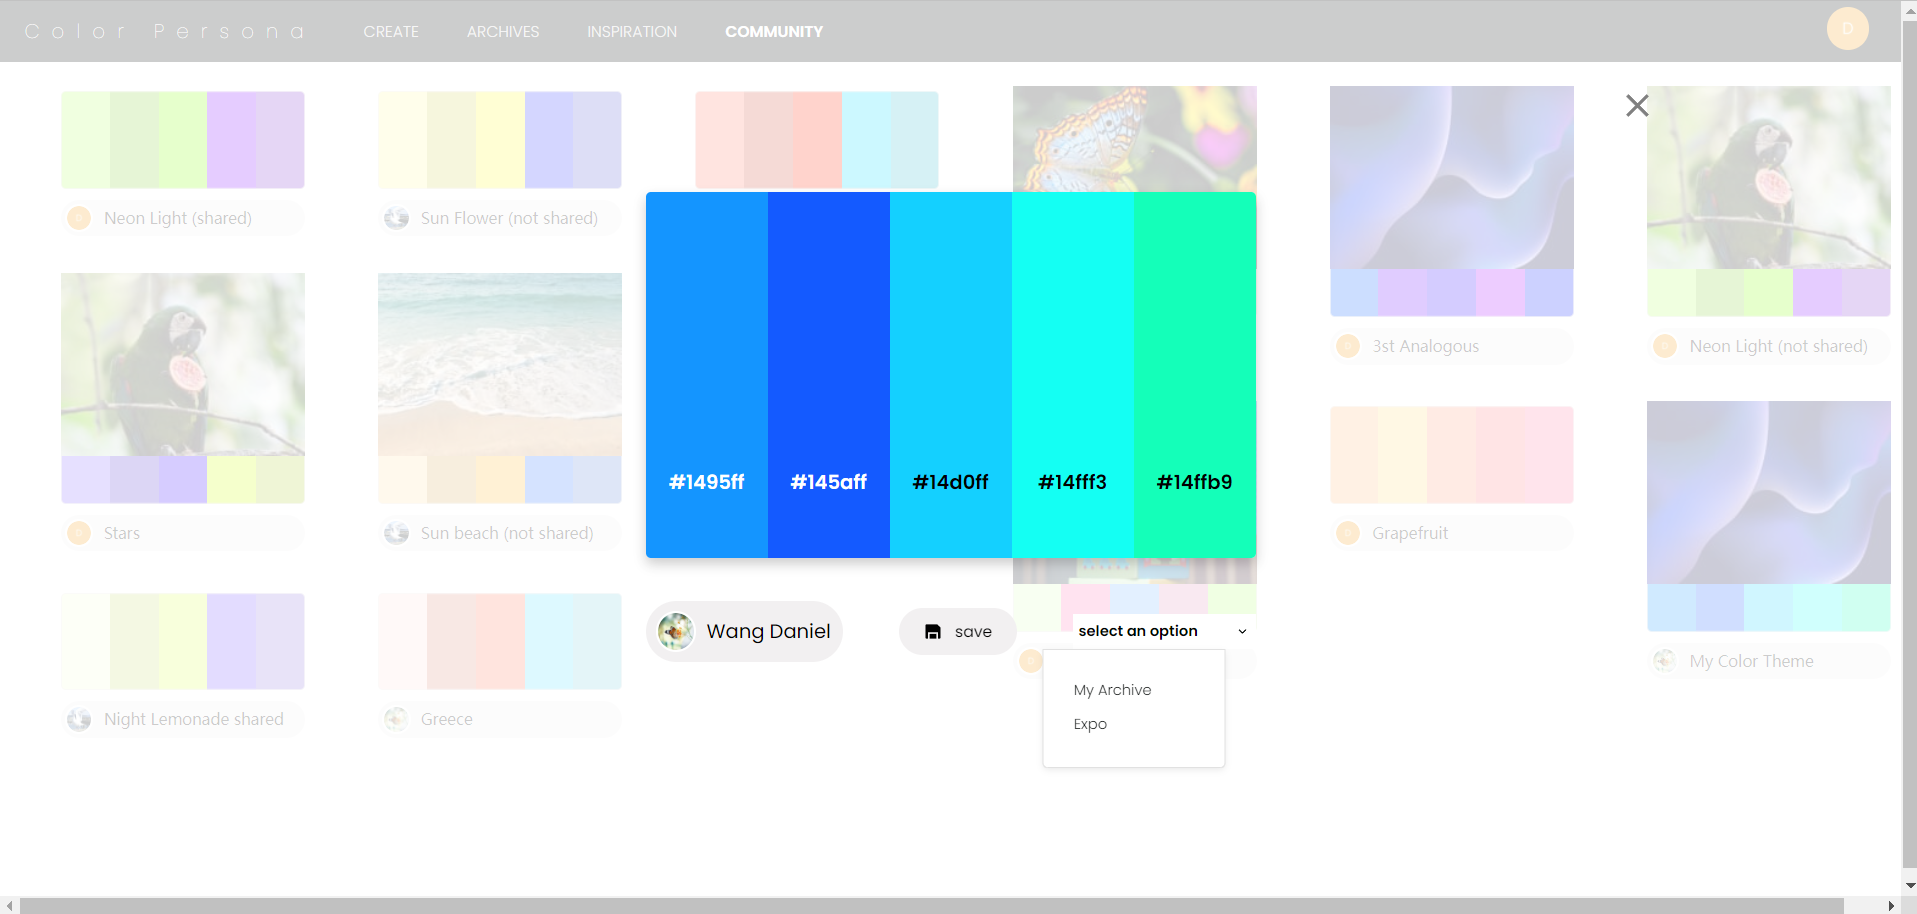 Color Persona
CREATE
ARCHIVES
INSPIRATION
COMMUNITY
D
Neon Light (shared)
Sun Flower (not shared)
#1495ff
#145aff
#14d0ff
#14fff3
#14ffb9
3st Analogous
Neon Light (not shared)
Stars
Sun beach (not shared)
Grapefruit
Wang Daniel
save
select an option
My Archive
Expo
My Color Theme
Night Lemonade shared
Greece